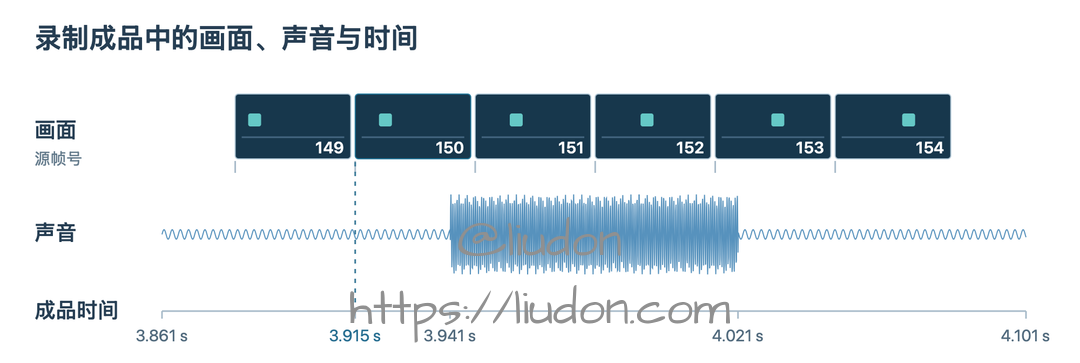 录制成品中的画面、声音与时间
画面
源帧号
149 150 151 152 153 154
声音
@liudon
成品时间
https://liudon.com
3.861 s 3.915 s 3.941 s 4.021 s 4.101 s